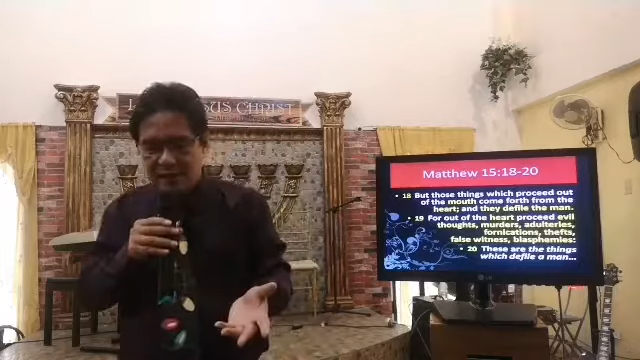 SUS CHRIST
Matthew 15:18-20
18 But those things which proceed out
of the mouth come forth from the
heart; and they defile the man.
19 For out of the heart proceed evil
thoughts, murders, adulteries,
fornications, thefts,
false witness, blasphemies:
20 These are the things
which defile a man...